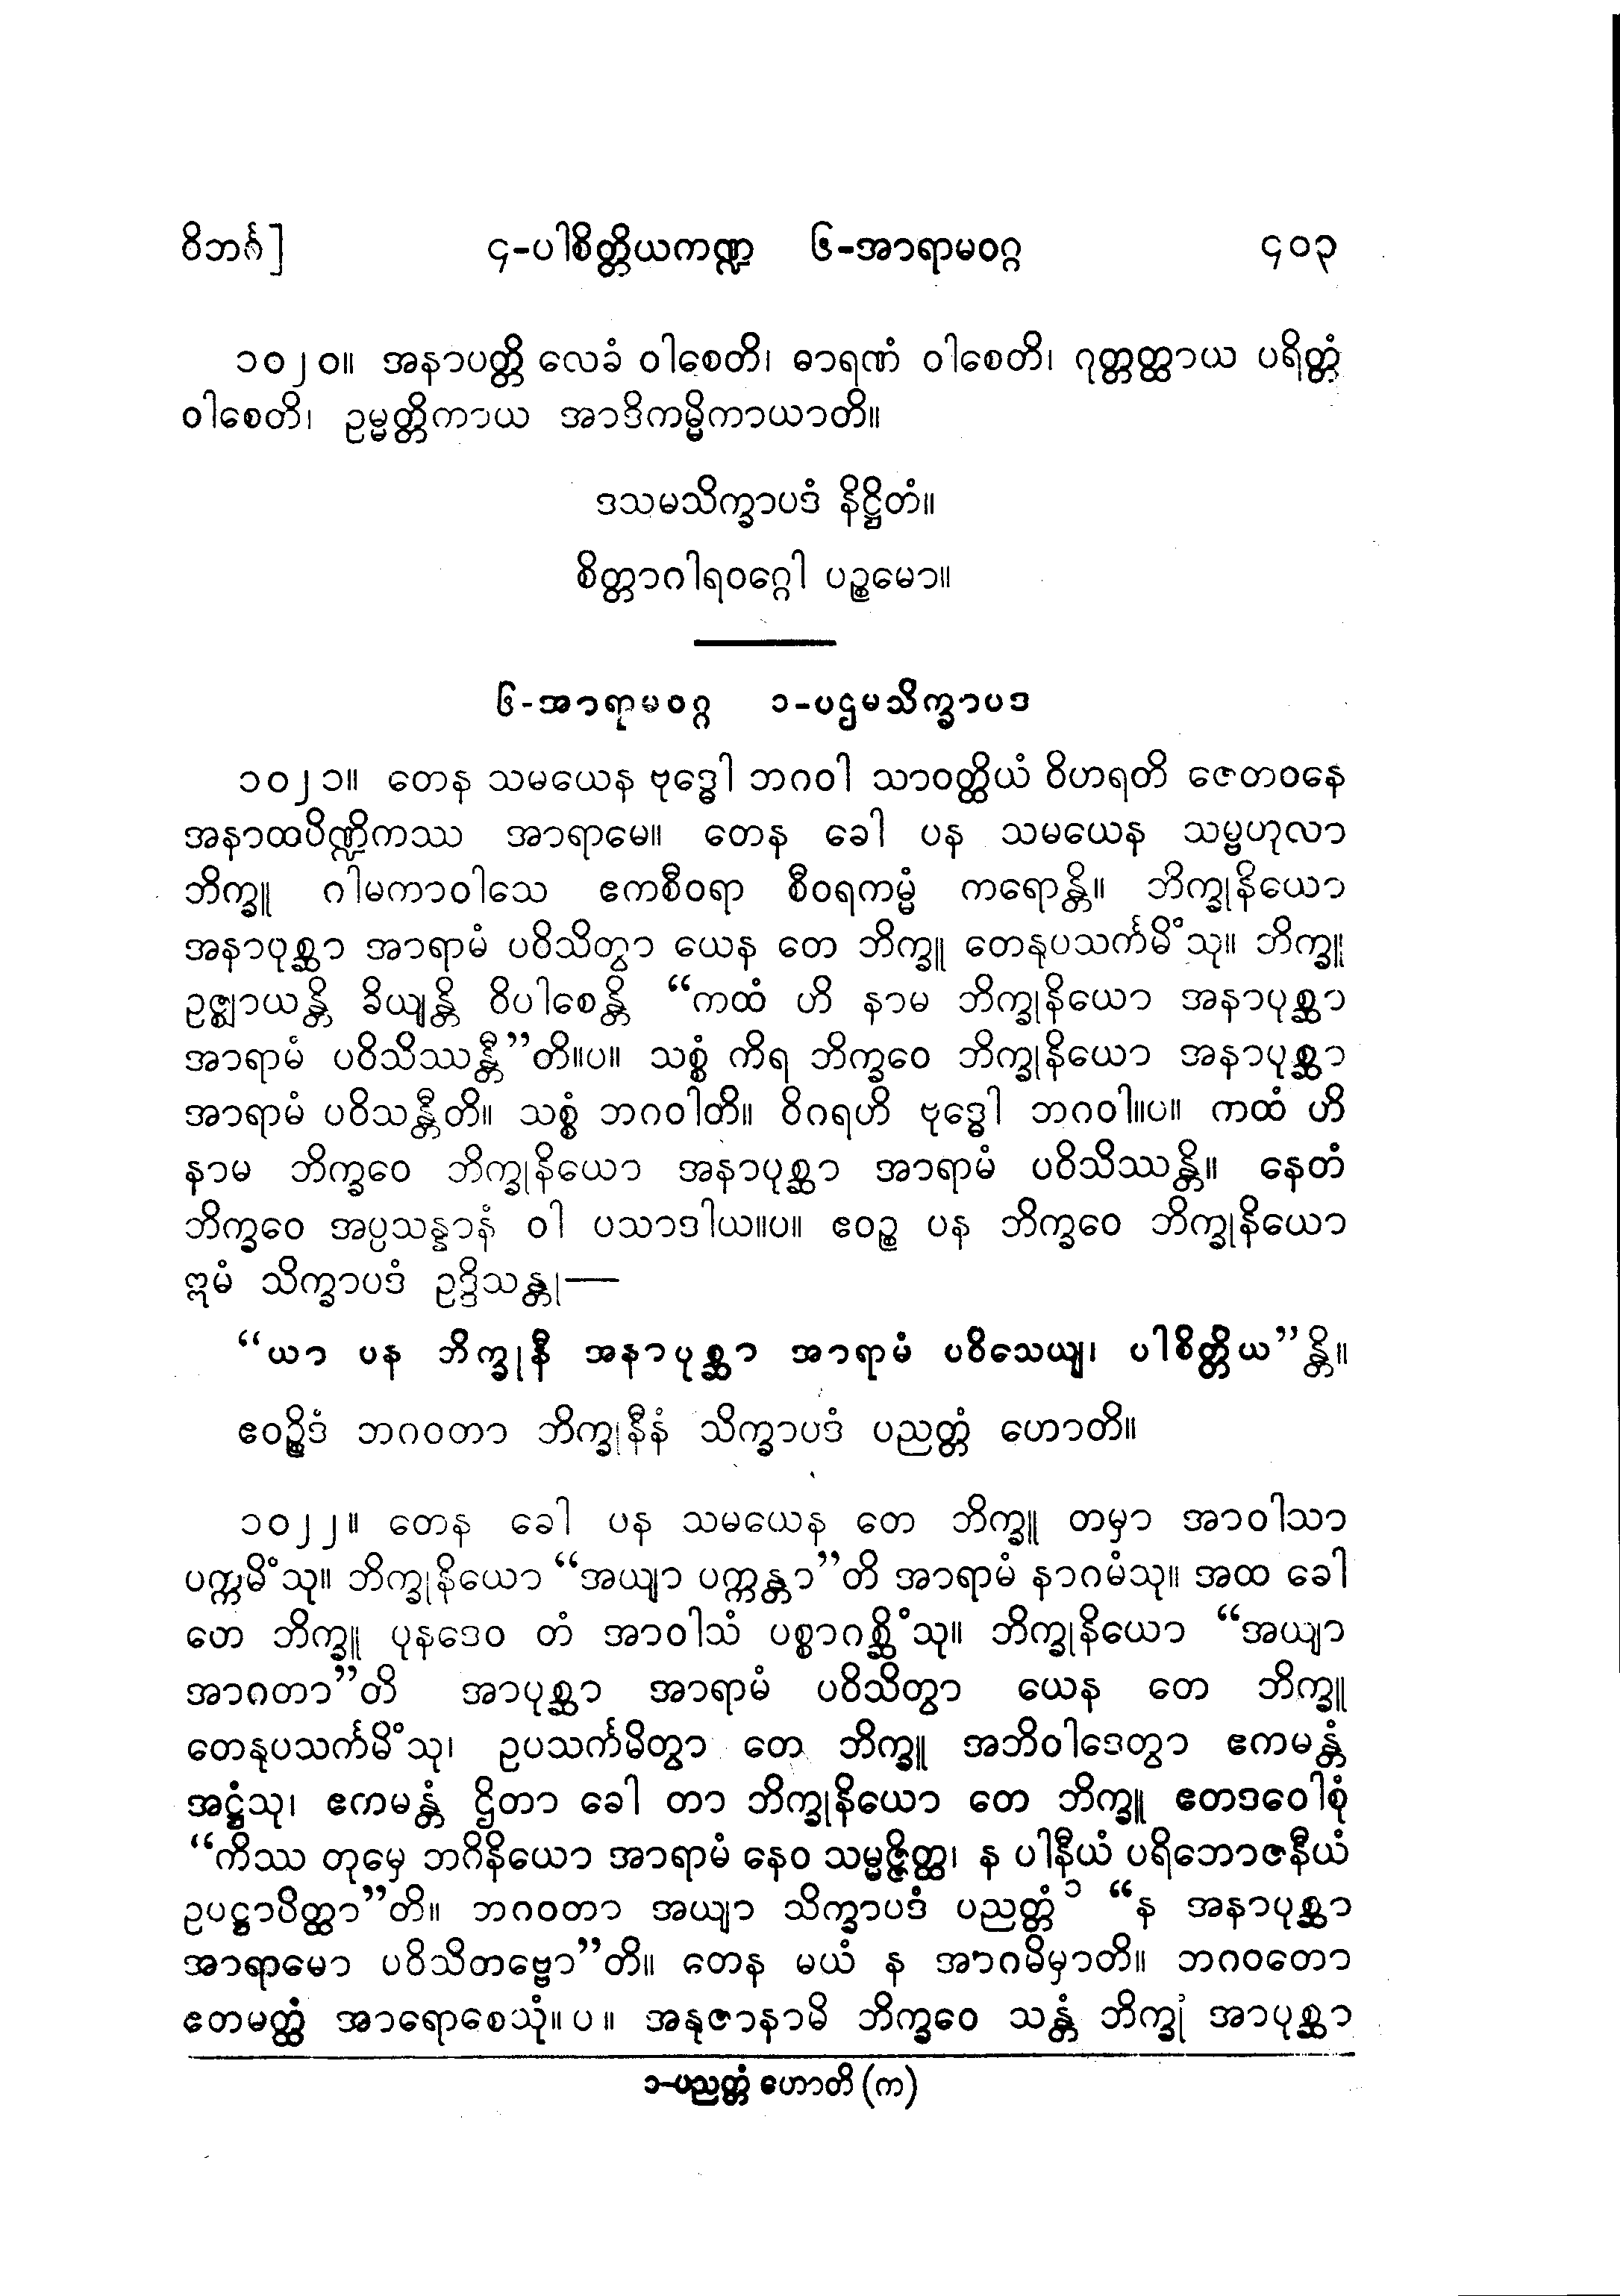 ဝိဘင်္ဂ]	၄-ပါစိတ္တိယကဏ္ဍ ၆-အာရာမဝဂ္ဂ	၄၀၃
၁၀၂၀။ အနာပတ္တိ လေခံ ဝါစေတိ၊ ဓာရဏံ ဝါစေတိ၊ ဂုတ္တတ္ထာယ ပရိတ္တံ
ဝါစေတိ၊ ဥမ္မတ္တိကာယ အာဒိကမ္မိကာယာတိ။
ဒသမသိက္ခာပဒံ နိဋ္ဌိတံ။
စိတ္တာဂါရဝဂ္ဂေါ ပဉ္စမော။
၆-အာရာမဝဂ္ဂ ၁-ပဌမသိက္ခာပဒ
၁၀၂၁။ တေန သမယေန ဗုဒ္ဓေါ ဘဂဝါ သာဝတ္ထိယံ ဝိဟရတိ ဇေတဝနေ
အနာထပိဏ္ဍိကဿ အာရာမေ။ တေန ခေါ ပန သမယေန သမ္ဗဟုလာ
ဘိက္ခူ ဂါမကာဝါသေ ဧကစီဝရာ စီဝရကမ္မံ ကရောန္တိ။ ဘိက္ခုနိယော
အနာပုစ္ဆာ အာရာမံ ပဝိသိတွာ ယေန တေ ဘိက္ခူ တေနုပသင်္ကမိံသု။ ဘိက္ခူ
ဥဇ္ဈာယန္တိ ခိယျန္တိ ဝိပါစေန္တိ “ကထံ ဟိ နာမ ဘိက္ခုနိယော အနာပုစ္ဆာ
အာရာမံ ပဝိသိဿန္တီ”တိ။ပ။ သစ္စံ ကိရ ဘိက္ခဝေ ဘိက္ခုနိယော အနာပုစ္ဆာ
အာရာမံ ပဝိသန္တီတိ။ သစ္စံ ဘဂဝါတိ။ ဝိဂရဟိ ဗုဒ္ဓေါ ဘဂဝါ။ပ။ ကထံ ဟိ
နာမ ဘိက္ခဝေ ဘိက္ခုနိယော အနာပုစ္ဆာ အာရာမံ ပဝိသိဿန္တိ။ နေတံ
ဘိက္ခဝေ အပ္ပသန္နာနံ ဝါ ပသာဒါယ။ပ။ ဧဝဉ္စ ပန ဘိက္ခဝေ ဘိက္ခုနိယော
ဣမံ သိက္ခာပဒံ ဥဒ္ဒိသန္တု—
“ယာ ပန ဘိက္ခုနီ အနာပုစ္ဆာ အာရာမံ ပဝိသေယျ၊ ပါစိတ္တိယ”န္တိ။
ဧဝဉ္စိဒံ ဘဂဝတာ ဘိက္ခုနီနံ သိက္ခာပဒံ ပညတ္တံ ဟောတိ။
၁၀၂၂။ တေန ခေါ ပန သမယေန တေ ဘိက္ခူ တမှာ အာဝါသာ
ပက္ကမိံသု။ ဘိက္ခုနိယော “အယျာ ပက္ကန္တာ”တိ အာရာမံ နာဂမံသု။ အထ ခေါ
တေ ဘိက္ခူ ပုနဒေဝ တံ အာဝါသံ ပစ္စာဂစ္ဆိံသု။ ဘိက္ခုနိယော “အယျာ
အာဂတာ”တိ အာပုစ္ဆာ အာရာမံ ပဝိသိတွာ ယေန တေ ဘိက္ခူ
တေနုပသင်္ကမိံသု၊ ဥပသင်္ကမိတွာ တေ ဘိက္ခူ အဘိဝါဒေတွာ ဧကမန္တံ
အဋ္ဌံသု၊ ဧကမန္တံ ဌိတာ ခေါ တာ ဘိက္ခုနိယော တေ ဘိက္ခူ ဧတဒဝေါစုံ
“ကိဿ တုမှေ ဘဂိနိယော အာရာမံ နေဝ သမ္မဇ္ဇိတ္ထ၊ န ပါနီယံ ပရိဘောဇနီယံ
ဥပဋ္ဌာပိတ္ထာ”တိ။ ဘဂဝတာ အယျာ သိက္ခာပဒံ ပညတ္တံ၁ “န အနာပုစ္ဆာ
အာရာမော ပဝိသိတဗ္ဗော”တိ။ တေန မယံ န အာဂမိမှာတိ။ ဘဂဝတော
ဧတမတ္ထံ အာရောစေသုံ။ပ။ အနုဇာနာမိ ဘိက္ခဝေ သန္တံ ဘိက္ခုံ အာပုစ္ဆာ
၁-ပညတ္တံ ဟောတိ (က)